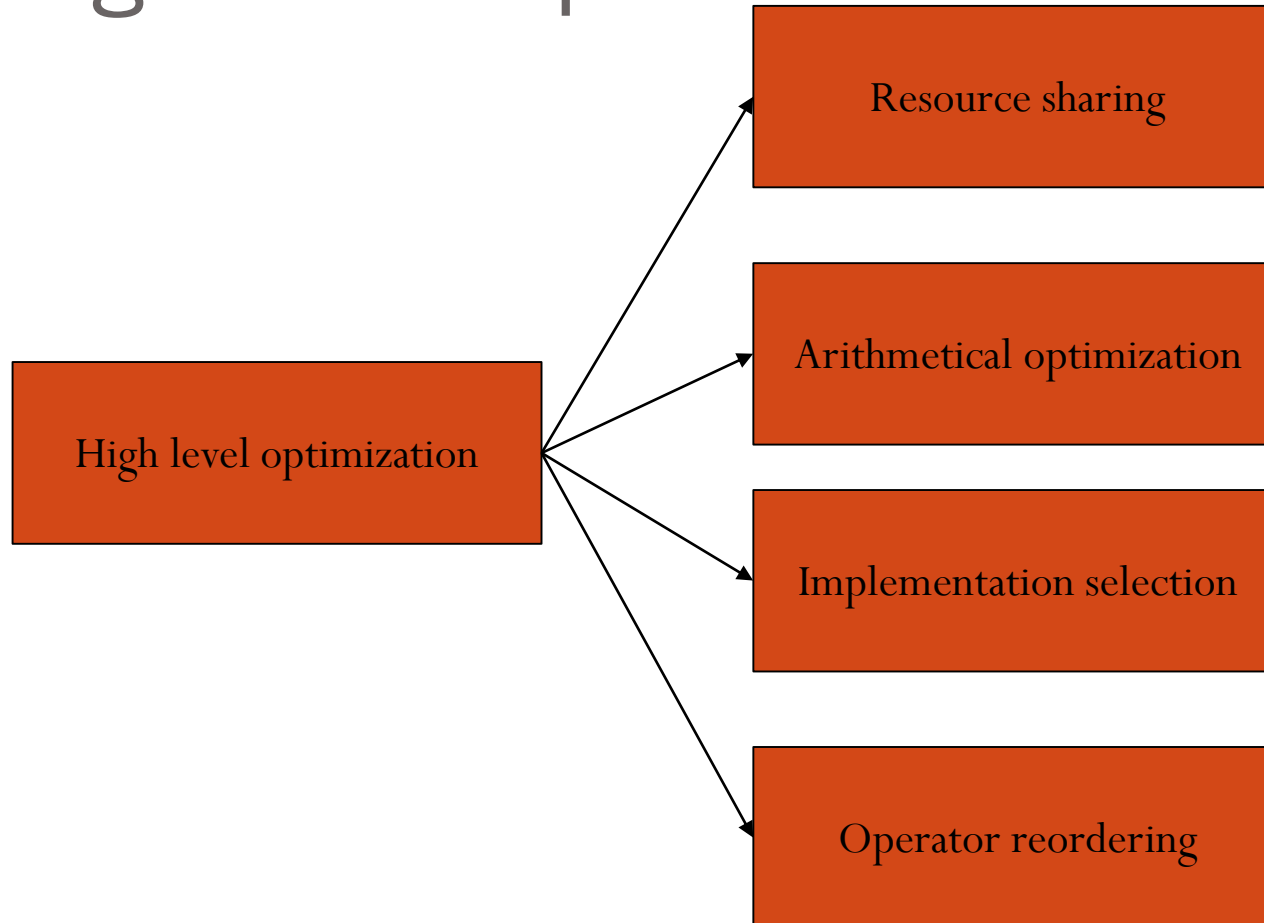 High level optimization
Resource sharing
Arithmetical optimization
Implementation selection
Operator reordering